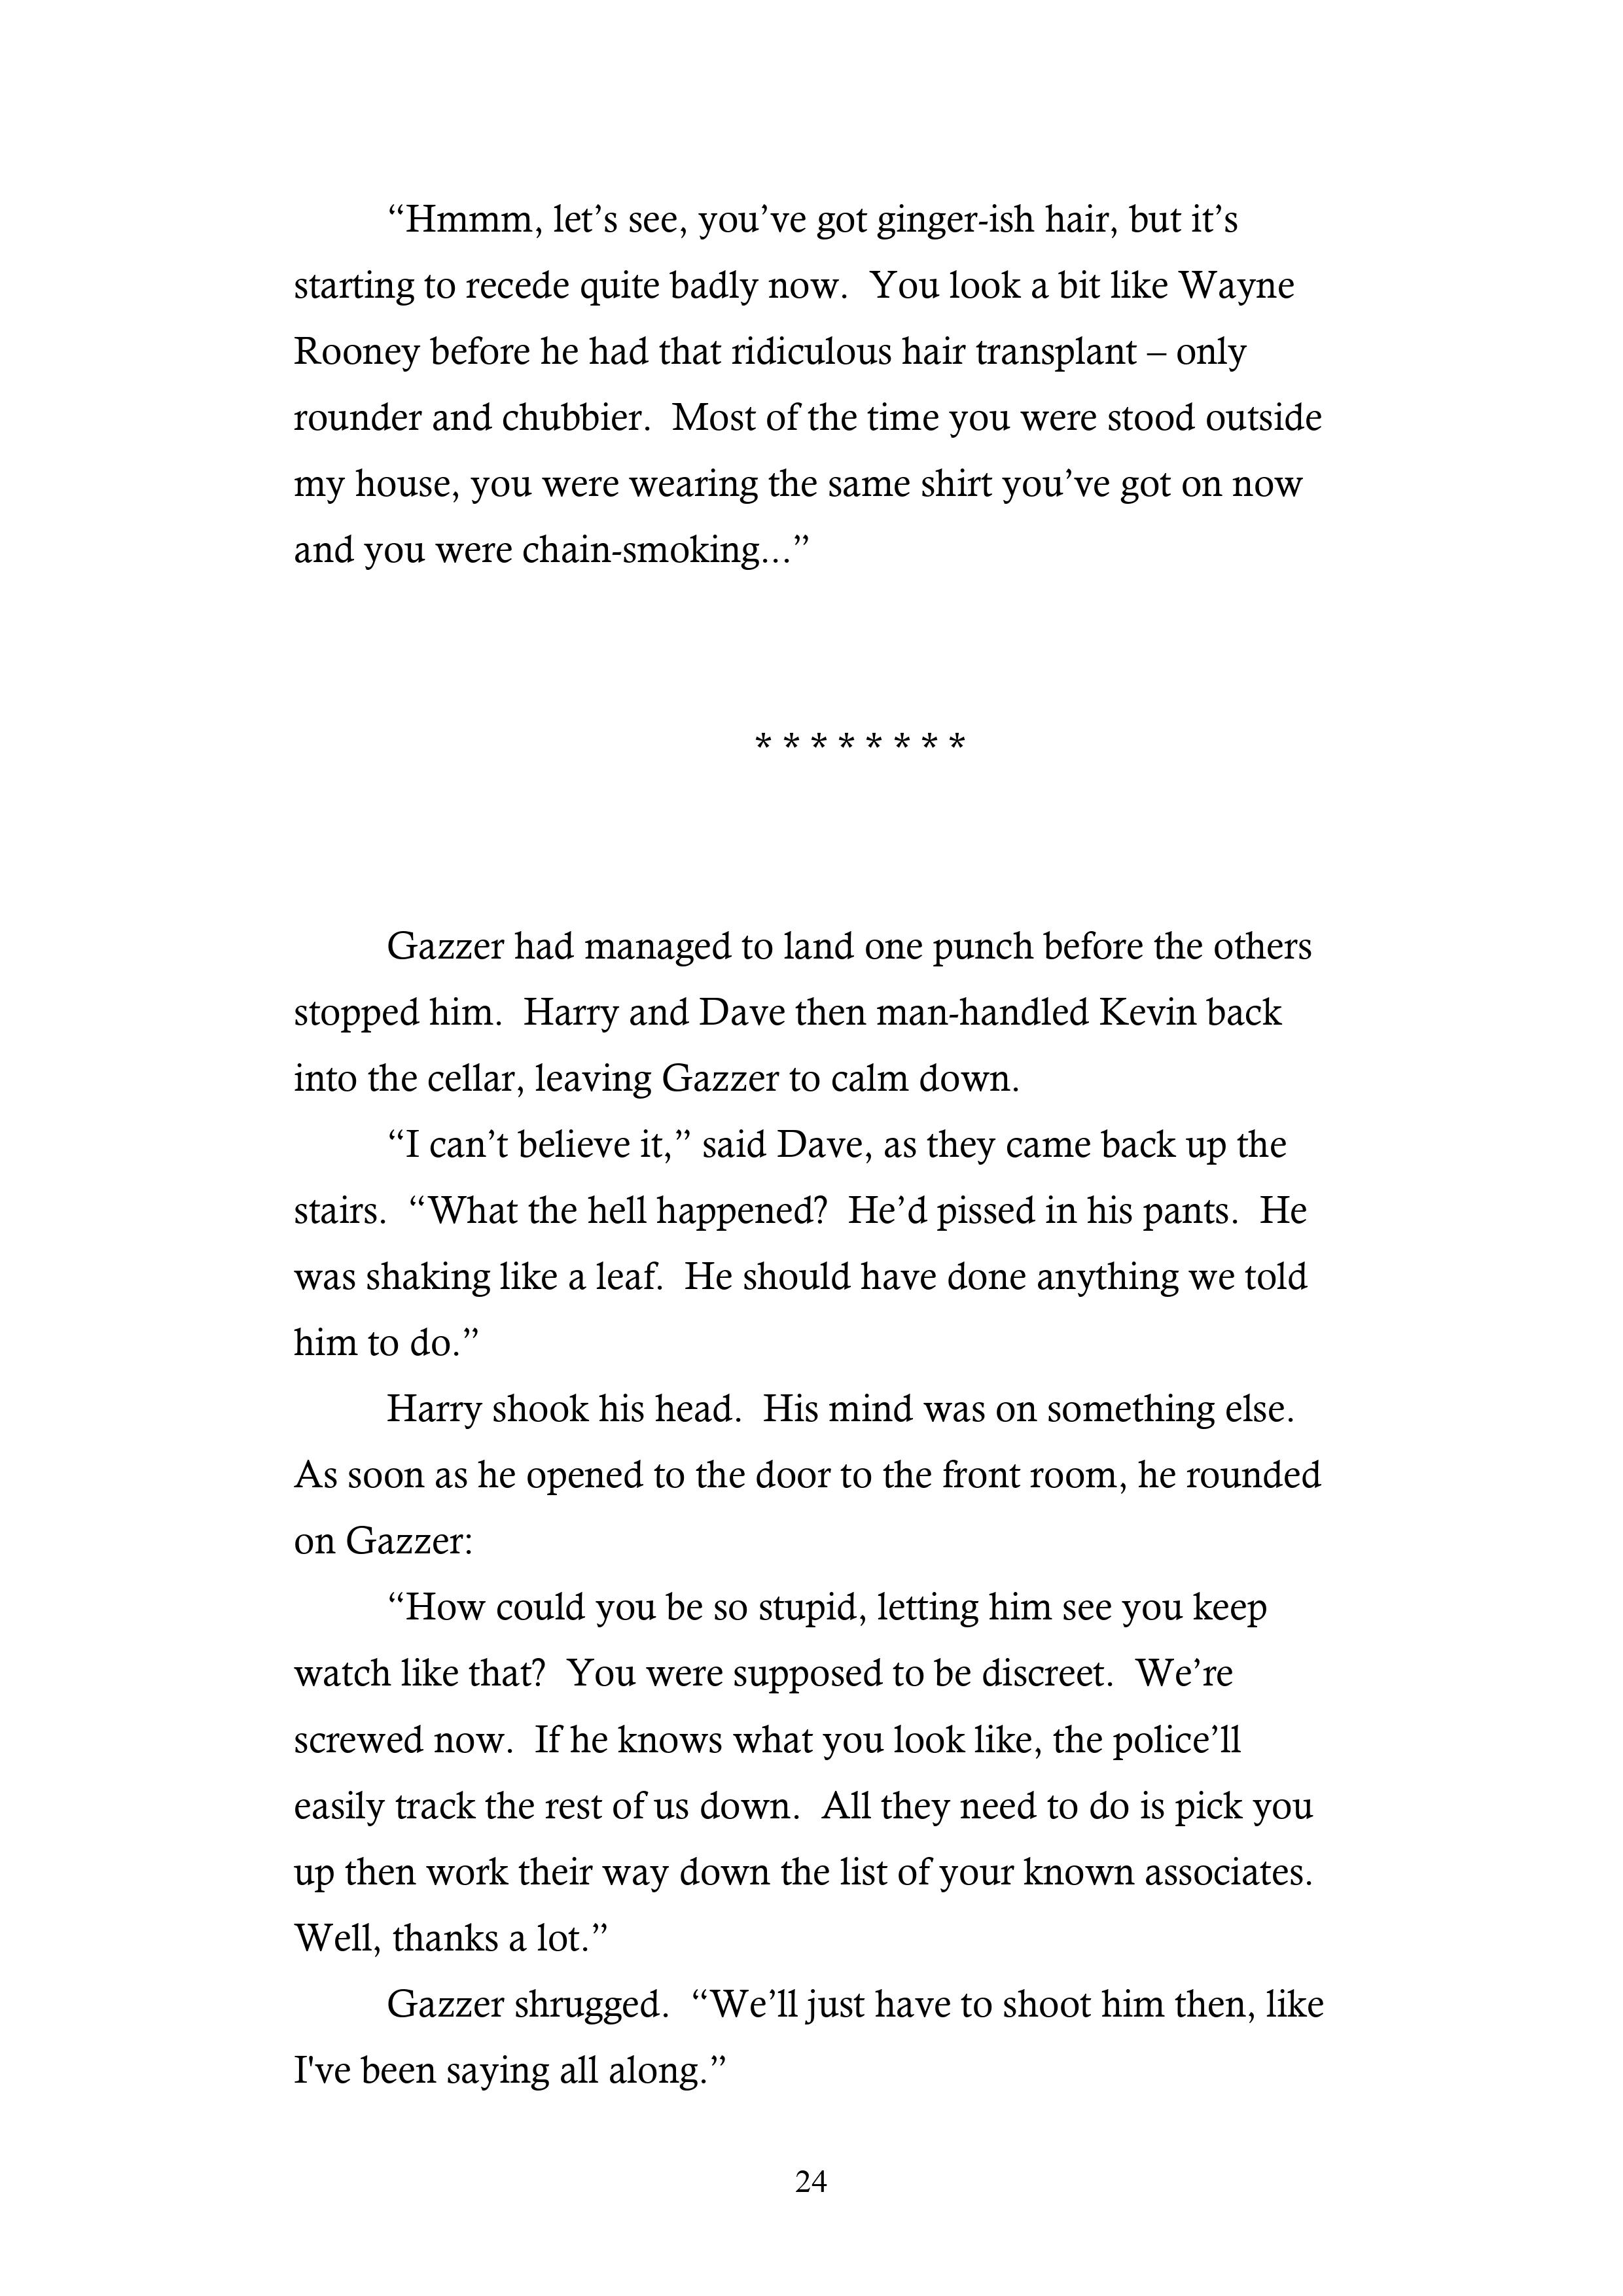 “Hmmm, let’s see, you’ve got ginger-ish hair, but it’s
starting to recede quite badly now.  You look a bit like Wayne
Rooney before he had that ridiculous hair transplant – only
rounder and chubbier.  Most of the time you were stood outside
my house, you were wearing the same shirt you’ve got on now
and you were chain-smoking...”
* * * * * * * *
Gazzer had managed to land one punch before the others
stopped him.  Harry and Dave then man-handled Kevin back
into the cellar, leaving Gazzer to calm down.
“I can’t believe it,” said Dave, as they came back up the
stairs.  “What the hell happened?  He’d pissed in his pants.  He
was shaking like a leaf.  He should have done anything we told
him to do.”
Harry shook his head.  His mind was on something else.
As soon as he opened to the door to the front room, he rounded
on Gazzer:
“How could you be so stupid, letting him see you keep
watch like that?  You were supposed to be discreet.  We’re
screwed now.  If he knows what you look like, the police’ll
easily track the rest of us down.  All they need to do is pick you
up then work their way down the list of your known associates.
Well, thanks a lot.”
Gazzer shrugged.  “We’ll just have to shoot him then, like
I've been saying all along.”
24